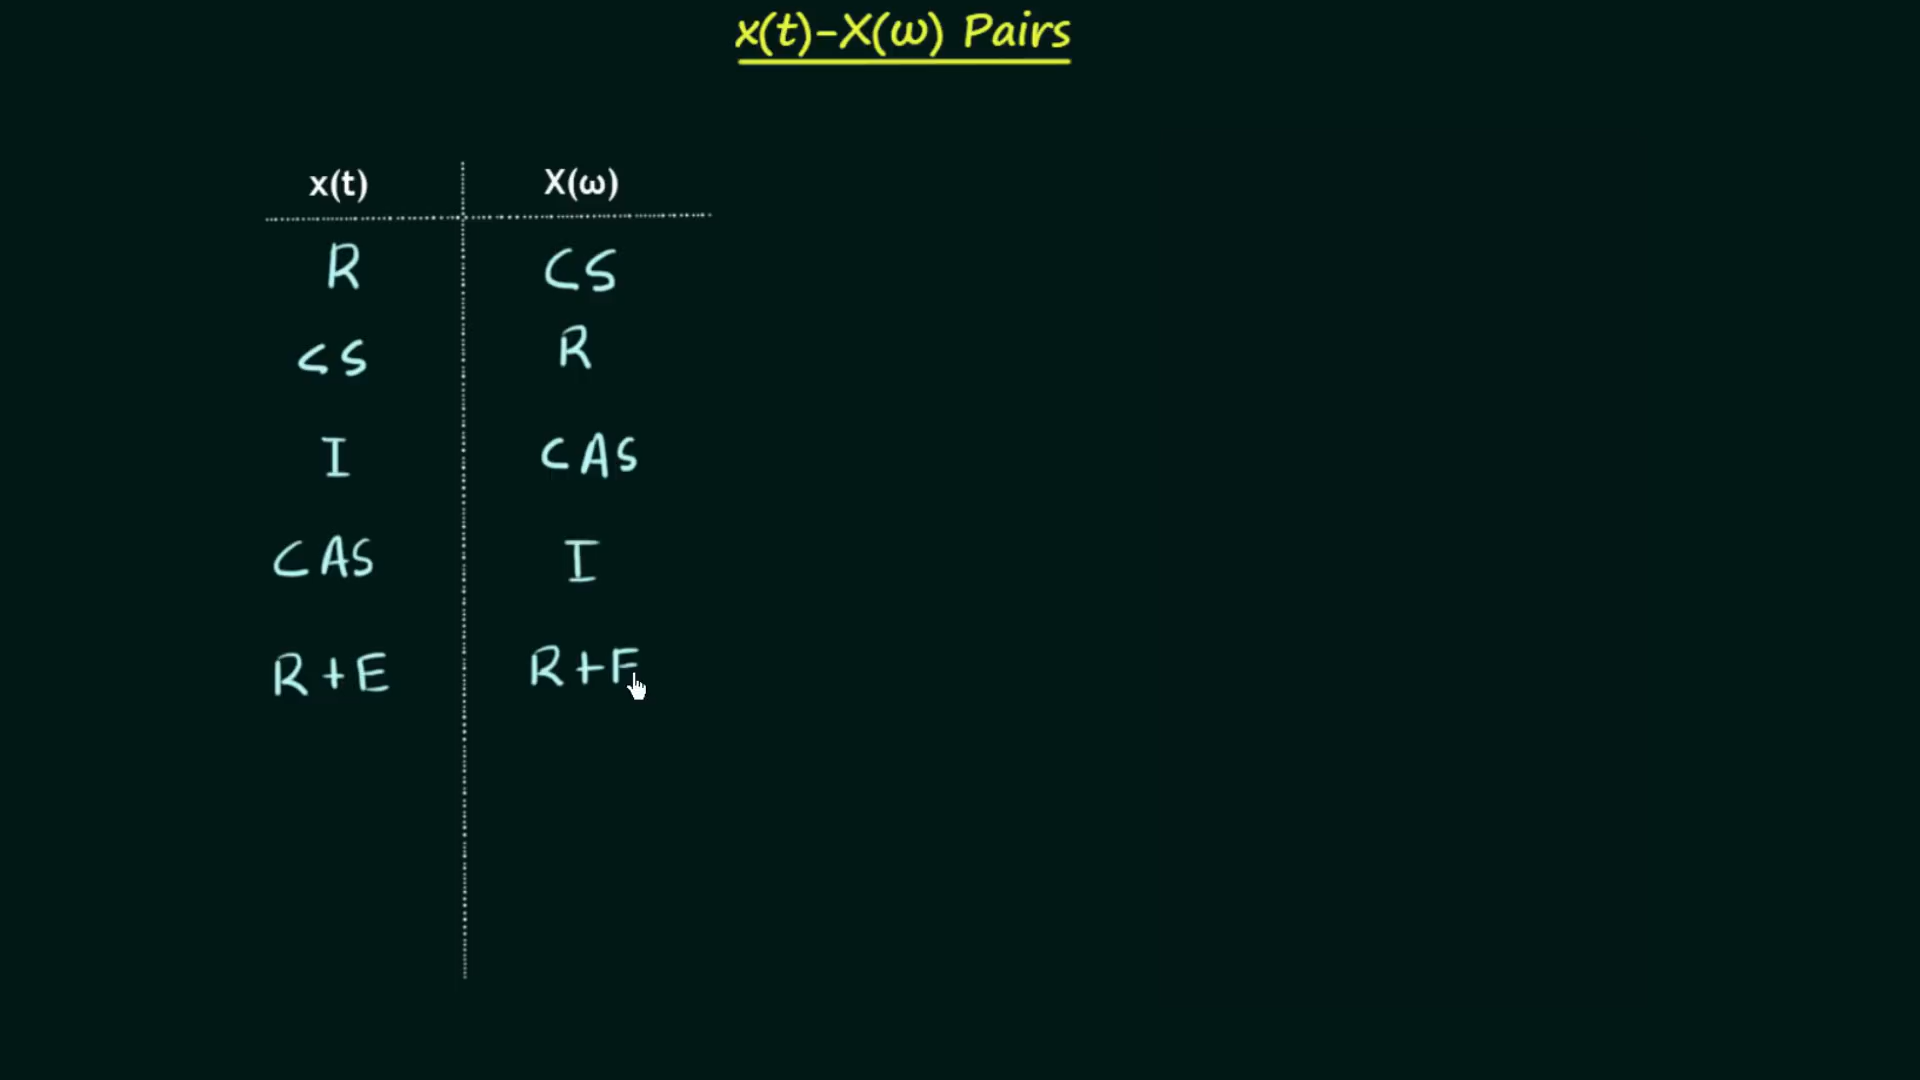 x(t)-X(ω) Pairs
x(t) X(ω)
R CS
CS R
I CAS
CAS I
R+E R+F